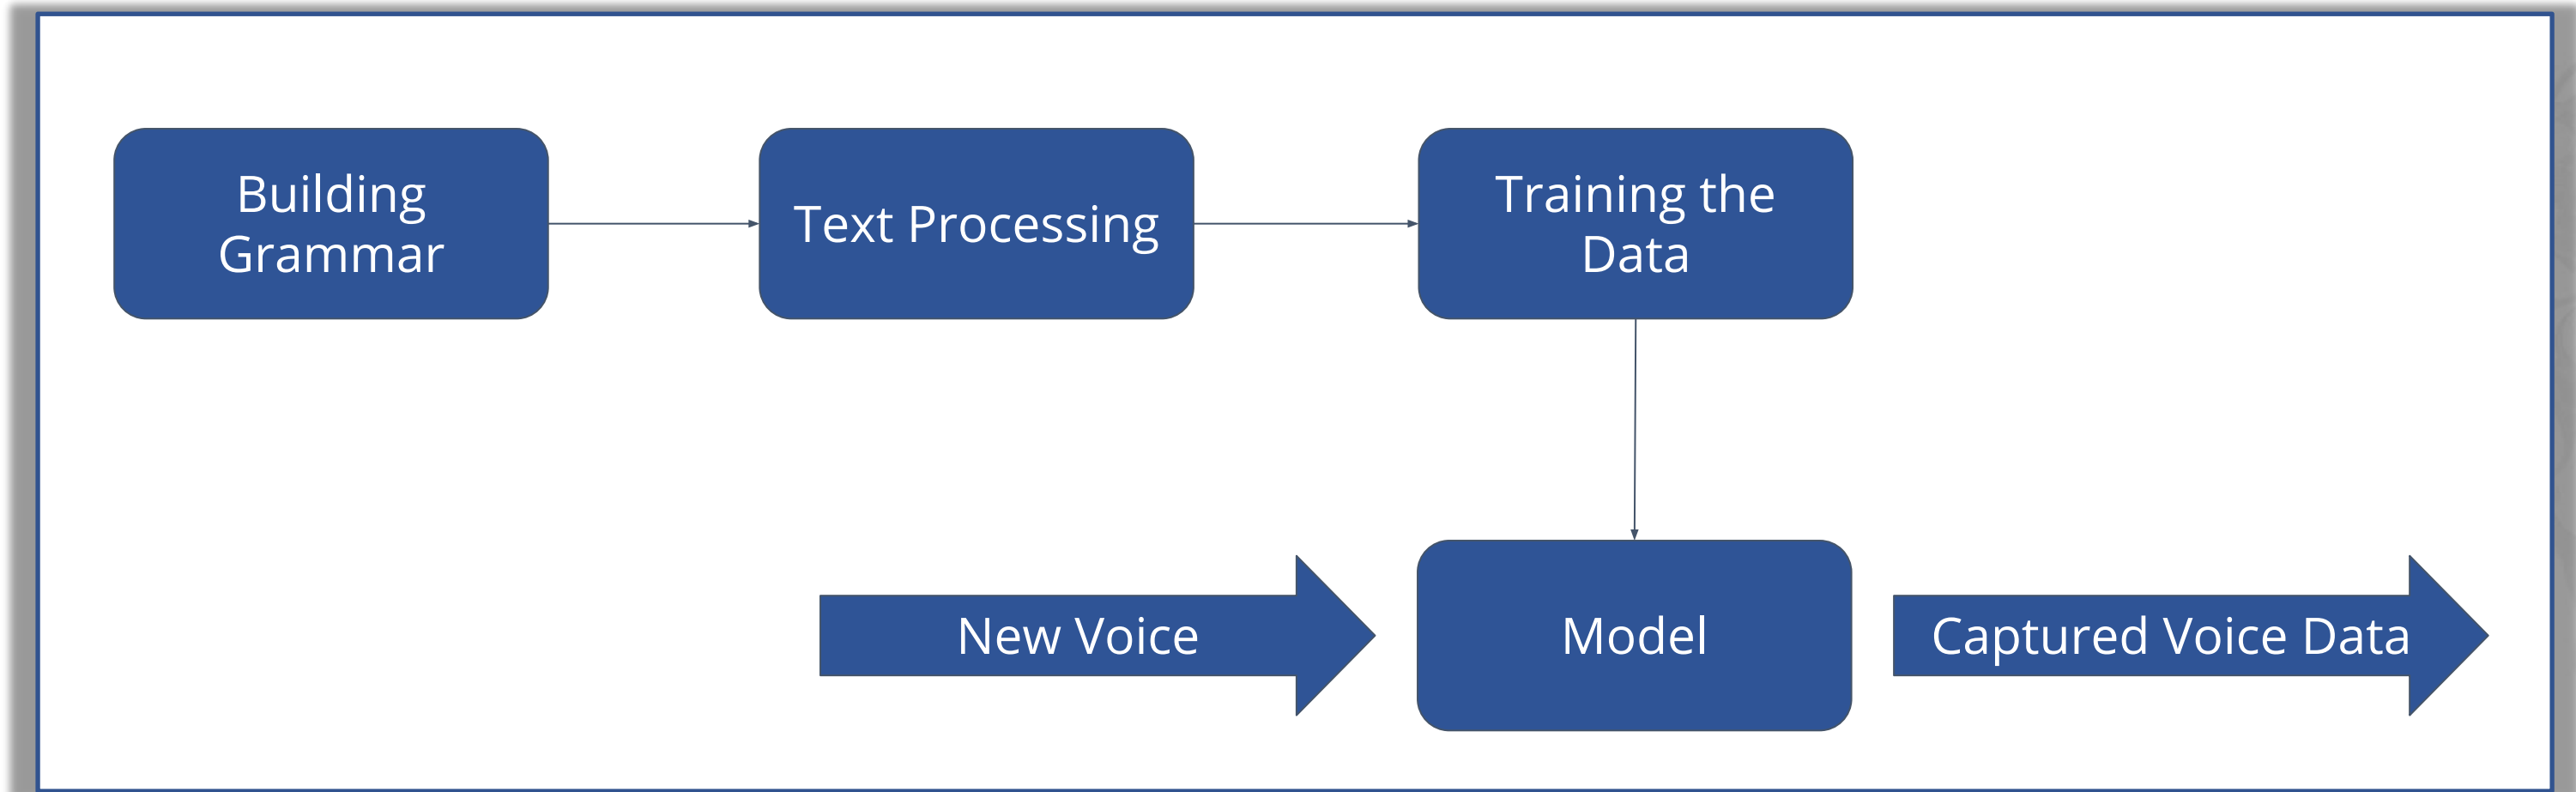 Building
Grammar
Text Processing
Training the
Data
New Voice
Model
Captured Voice Data